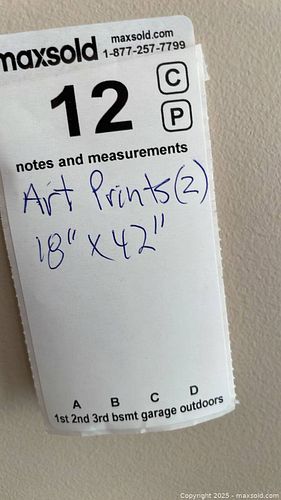 maxsold maxsold.com
1-877-257-7799
12 C
P
notes and measurements
Art Prints (2)
18" x 42"
A B C D
1st 2nd 3rd bsmt garage outdoors
Copyright © 2025 - maxsold.com